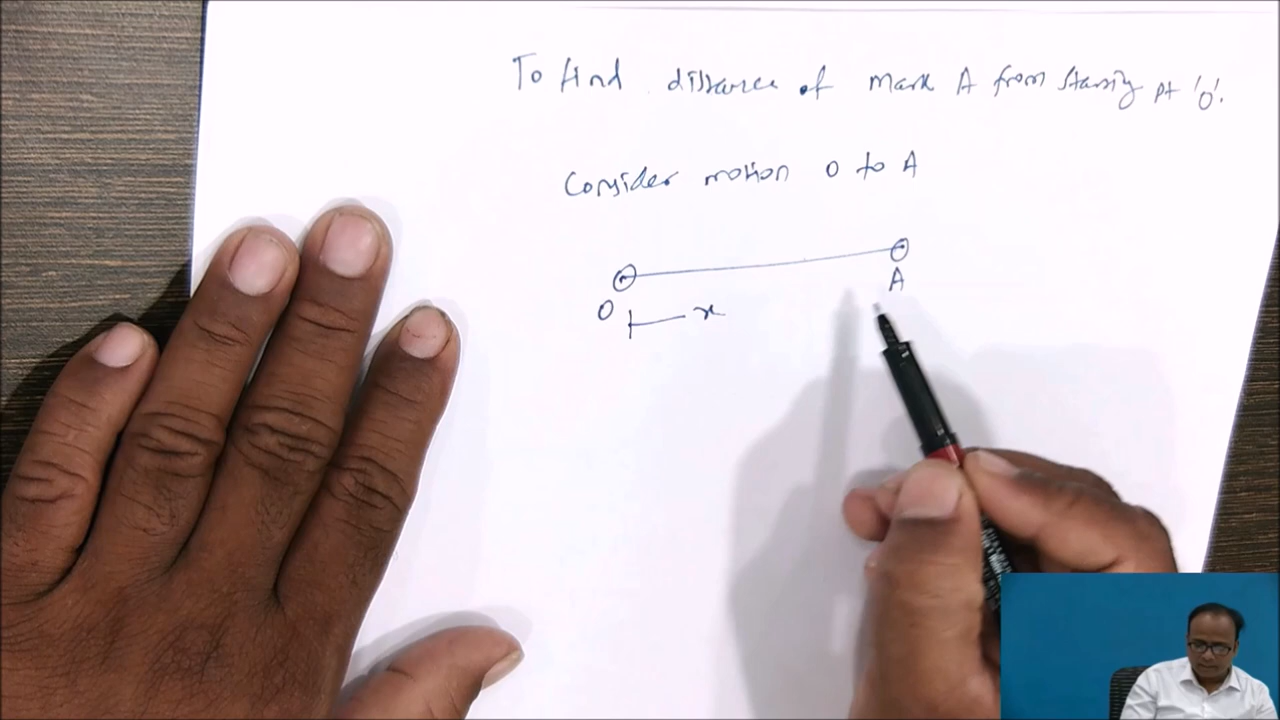 To find distance of mark A from starting pt 'O'.
Consider motion O to A
O A
x